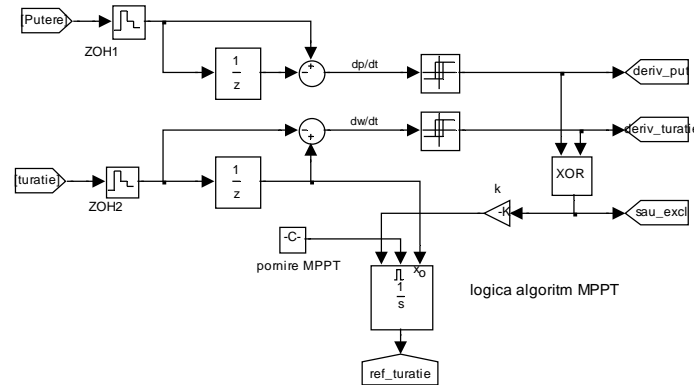 [Putere]
ZOH1
1
z
- +
dp/dt
deriv_put
dw/dt
deriv_turatie
- +
[turatie]
ZOH2
1
z
XOR
k
-K-
sau_excl
-C-
pornire MPPT
xo
1
s
logica algoritm MPPT
ref_turatie